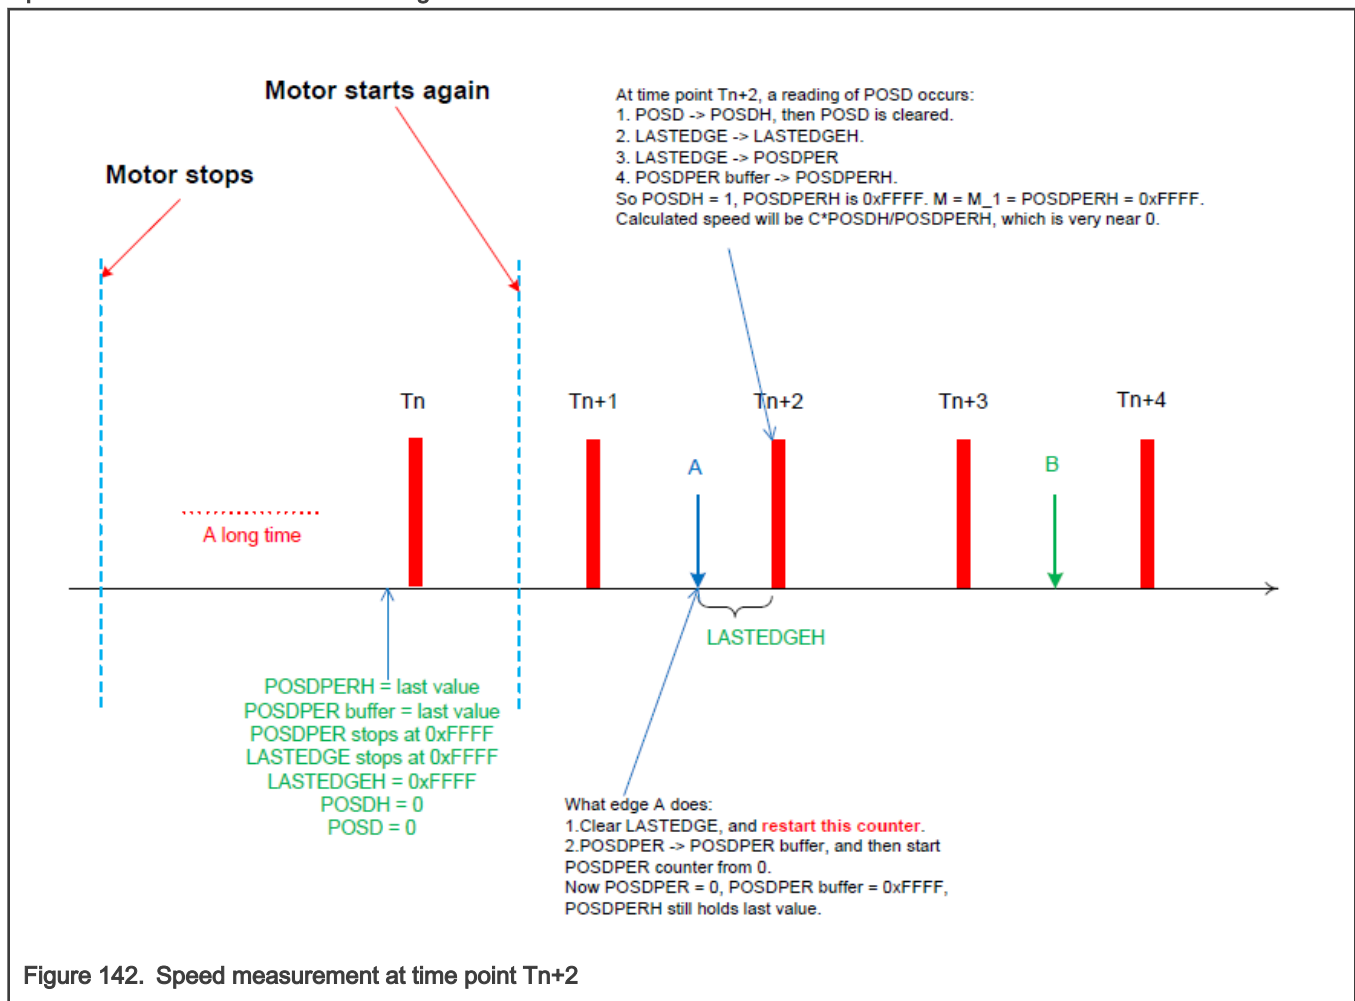 Motor starts again
Motor stops
At time point Tn+2, a reading of POSD occurs:
1. POSD -> POSDH, then POSD is cleared.
2. LASTEDGE -> LASTEDGEH.
3. LASTEDGE -> POSDPER
4. POSDPER buffer -> POSDPERH.
So POSDH = 1, POSDPERH is 0xFFFF. M = M_1 = POSDPERH = 0xFFFF.
Calculated speed will be C*POSDH/POSDPERH, which is very near 0.
Tn
Tn+1
Tn+2
Tn+3
Tn+4
A
B
A long time
LASTEDGEH
POSDPERH = last value
POSDPER buffer = last value
POSDPER stops at 0xFFFF
LASTEDGE stops at 0xFFFF
LASTEDGEH = 0xFFFF
POSDH = 0
POSD = 0
What edge A does:
1.Clear LASTEDGE, and restart this counter.
2.POSDPER -> POSDPER buffer, and then start
POSDPER counter from 0.
Now POSDPER = 0, POSDPER buffer = 0xFFFF,
POSDPERH still holds last value.
Figure 142. Speed measurement at time point Tn+2